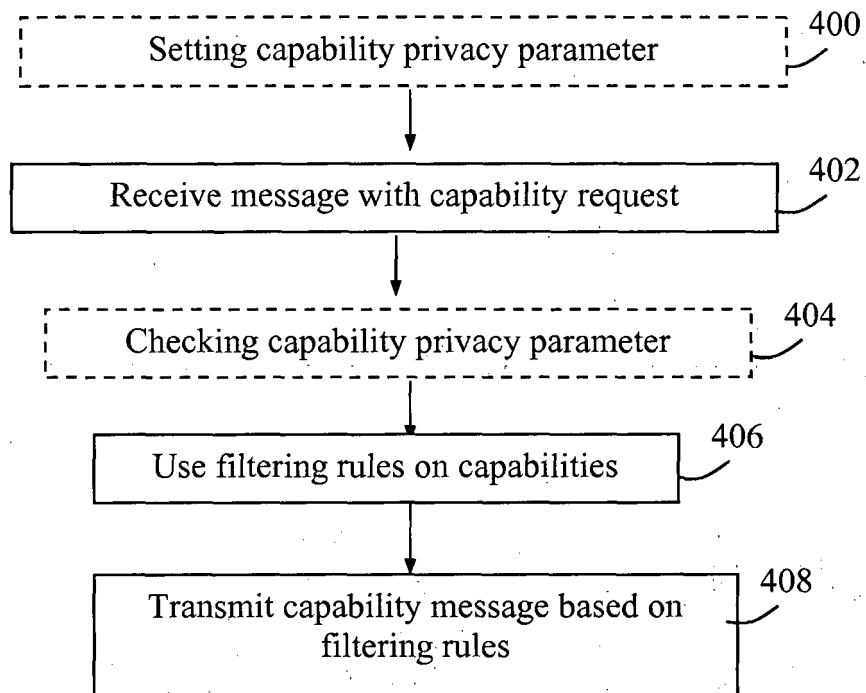 Setting capability privacy parameter
400
Receive message with capability request
402
Checking capability privacy parameter
404
Use filtering rules on capabilities
406
Transmit capability message based on
filtering rules
408